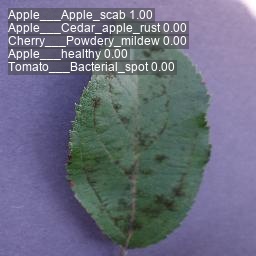 Apple___Apple_scab 1.00
Apple___Cedar_apple_rust 0.00
Cherry___Powdery_mildew 0.00
Apple___healthy 0.00
Tomato___Bacterial_spot 0.00